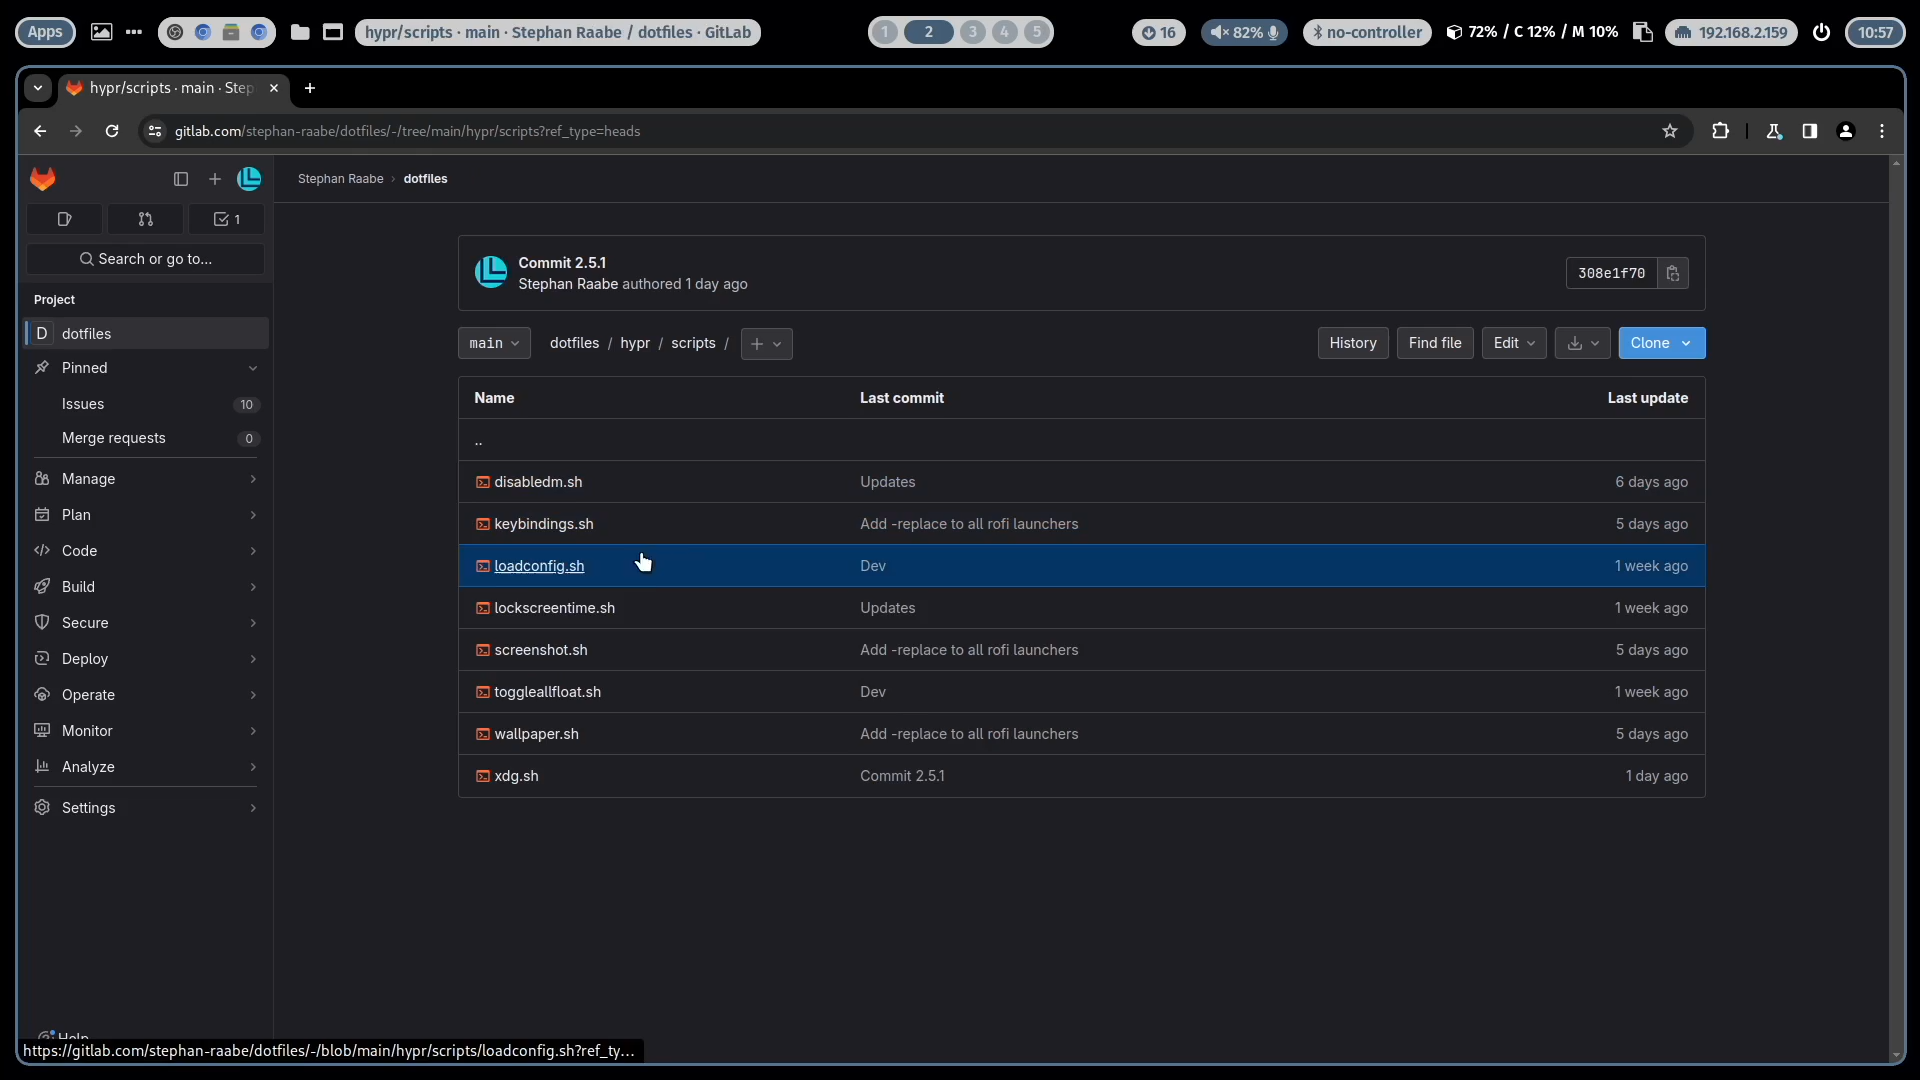 Apps
hypr/scripts · main · Stephan Raabe / dotfiles · GitLab
1 2 3 4 5
16
82%
no-controller
72% / C 12% / M 10%
192.168.2.159
10:57
hypr/scripts · main · Step
gitlab.com/stephan-raabe/dotfiles/-/tree/main/hypr/scripts?ref_type=heads
1
Search or go to...
Project
D dotfiles
Pinned
Issues 10
Merge requests 0
Manage
Plan
Code
Build
Secure
Deploy
Operate
Monitor
Analyze
Settings
Help
Stephan Raabe › dotfiles
Commit 2.5.1
Stephan Raabe authored 1 day ago
308e1f70
main
dotfiles / hypr / scripts /
History
Find file
Edit
Clone
Name Last commit Last update
..
disabledm.sh Updates 6 days ago
keybindings.sh Add -replace to all rofi launchers 5 days ago
loadconfig.sh Dev 1 week ago
lockscreentime.sh Updates 1 week ago
screenshot.sh Add -replace to all rofi launchers 5 days ago
toggleallfloat.sh Dev 1 week ago
wallpaper.sh Add -replace to all rofi launchers 5 days ago
xdg.sh Commit 2.5.1 1 day ago
https://gitlab.com/stephan-raabe/dotfiles/-/blob/main/hypr/scripts/loadconfig.sh?ref_ty...